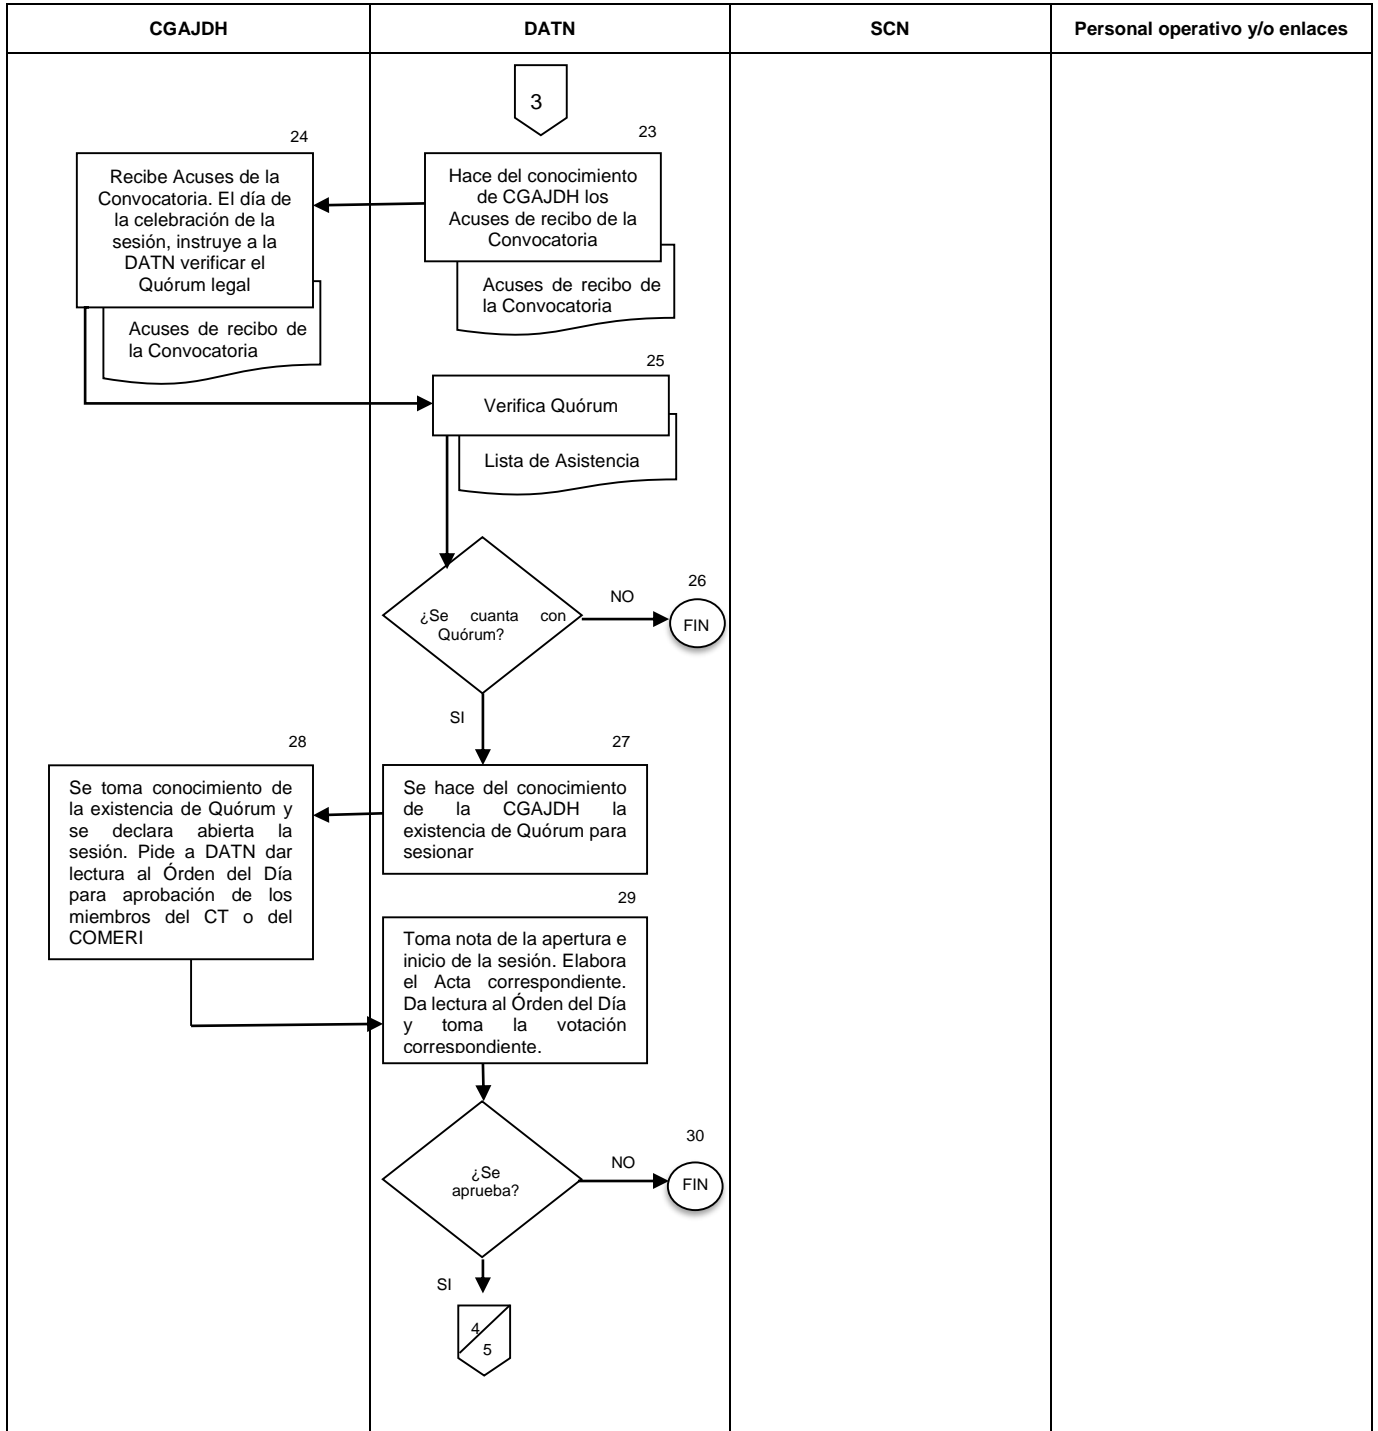 CGAJDH
DATN
SCN
Personal operativo y/o enlaces
3
23
Hace del conocimiento
de CGAJDH los
Acuses de recibo de la
Convocatoria
Acuses de recibo de
la Convocatoria
24
Recibe Acuses de la
Convocatoria. El día de
la celebración de la
sesión, instruye a la
DATN verificar el
Quórum legal
Acuses de recibo de
la Convocatoria
25
Verifica Quórum
Lista de Asistencia
¿Se cuanta con
Quórum?
NO
26
FIN
SI
27
Se hace del conocimiento
de la CGAJDH la
existencia de Quórum para
sesionar
28
Se toma conocimiento de
la existencia de Quórum y
se declara abierta la
sesión. Pide a DATN dar
lectura al Órden del Día
para aprobación de los
miembros del CT o del
COMERI
29
Toma nota de la apertura e
inicio de la sesión. Elabora
el Acta correspondiente.
Da lectura al Órden del Día
y toma la votación
correspondiente.
¿Se
aprueba?
NO
30
FIN
SI
4
5